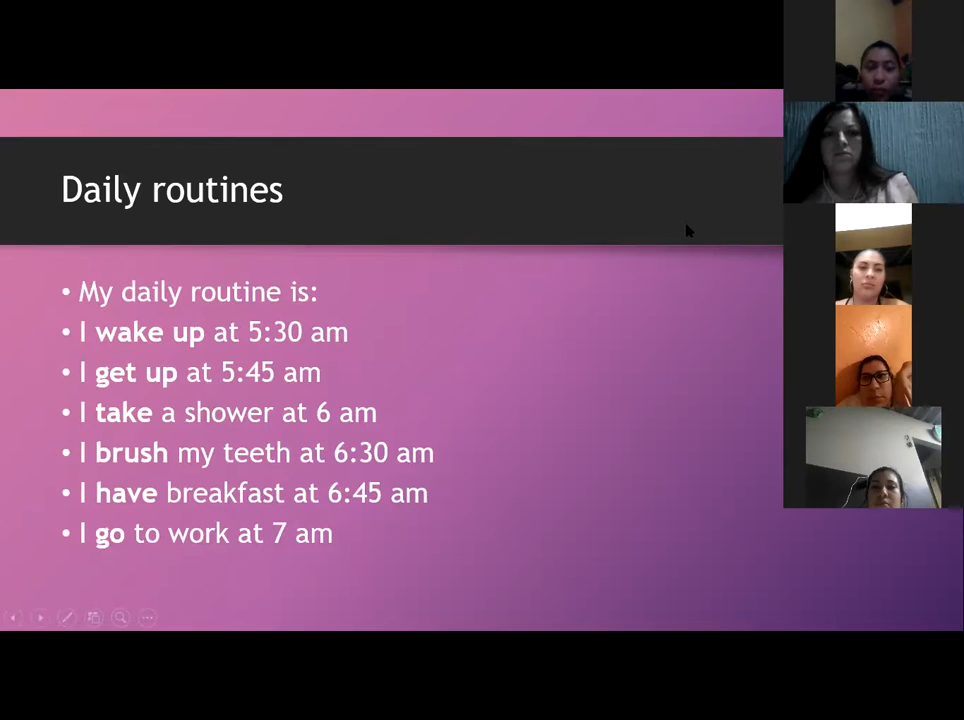 Daily routines
• My daily routine is:
• I wake up at 5:30 am
• I get up at 5:45 am
• I take a shower at 6 am
• I brush my teeth at 6:30 am
• I have breakfast at 6:45 am
• I go to work at 7 am